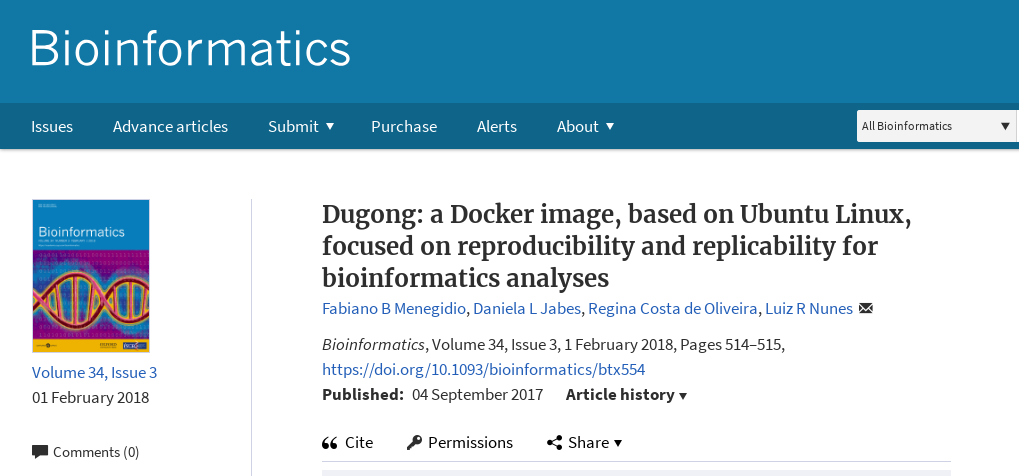 Bioinformatics
Issues Advance articles Submit ▼ Purchase Alerts About ▼ All Bioinformatics ▼
Bioinformatics
Volume 34, Issue 3
01 February 2018
Comments (0)
Dugong: a Docker image, based on Ubuntu Linux,
focused on reproducibility and replicability for
bioinformatics analyses
Fabiano B Menegidio, Daniela L Jabes, Regina Costa de Oliveira, Luiz R Nunes
Bioinformatics, Volume 34, Issue 3, 1 February 2018, Pages 514–515,
https://doi.org/10.1093/bioinformatics/btx554
Published: 04 September 2017 Article history ▼
Cite Permissions Share ▼